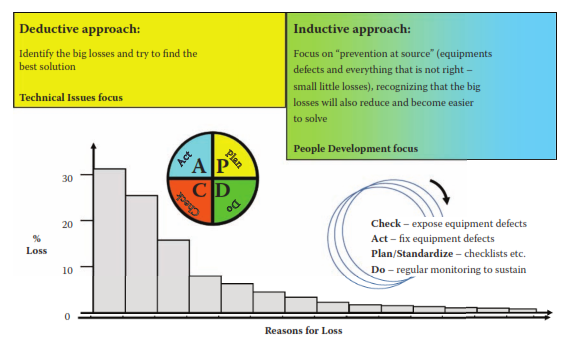 Deductive approach:
Identify the big losses and try to find the
best solution
Technical Issues focus
Inductive approach:
Focus on “prevention at source” (equipments
defects and everything that is not right –
small little losses), recognizing that the big
losses will also reduce and become easier
to solve
People Development focus
Act
Plan
A P
C D
Check
Do
30
20
10
0
%
Loss
Check – expose equipment defects
Act – fix equipment defects
Plan/Standardize – checklists etc.
Do – regular monitoring to sustain
Reasons for Loss